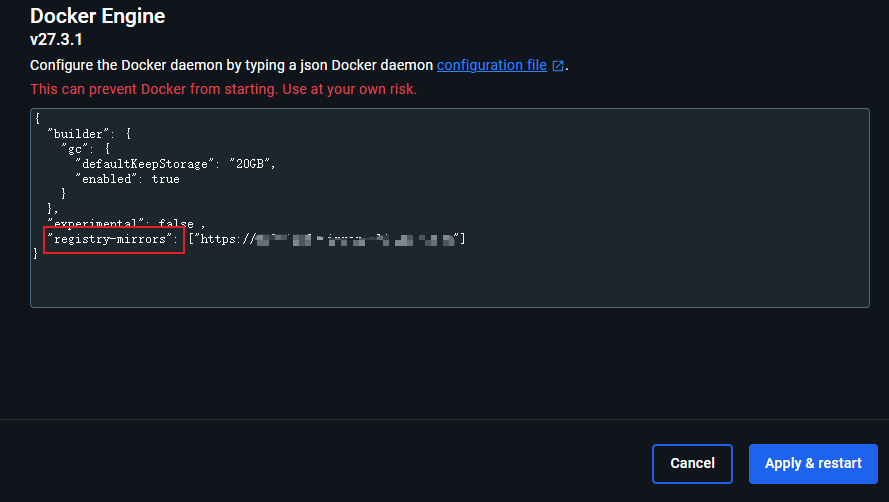 Docker Engine
v27.3.1
Configure the Docker daemon by typing a json Docker daemon configuration file.
This can prevent Docker from starting. Use at your own risk.
{
  "builder": {
    "gc": {
      "defaultKeepStorage": "20GB",
      "enabled": true
    }
  },
  "experimental": false ,
  "registry-mirrors": ["https://"]
}
Cancel
Apply & restart